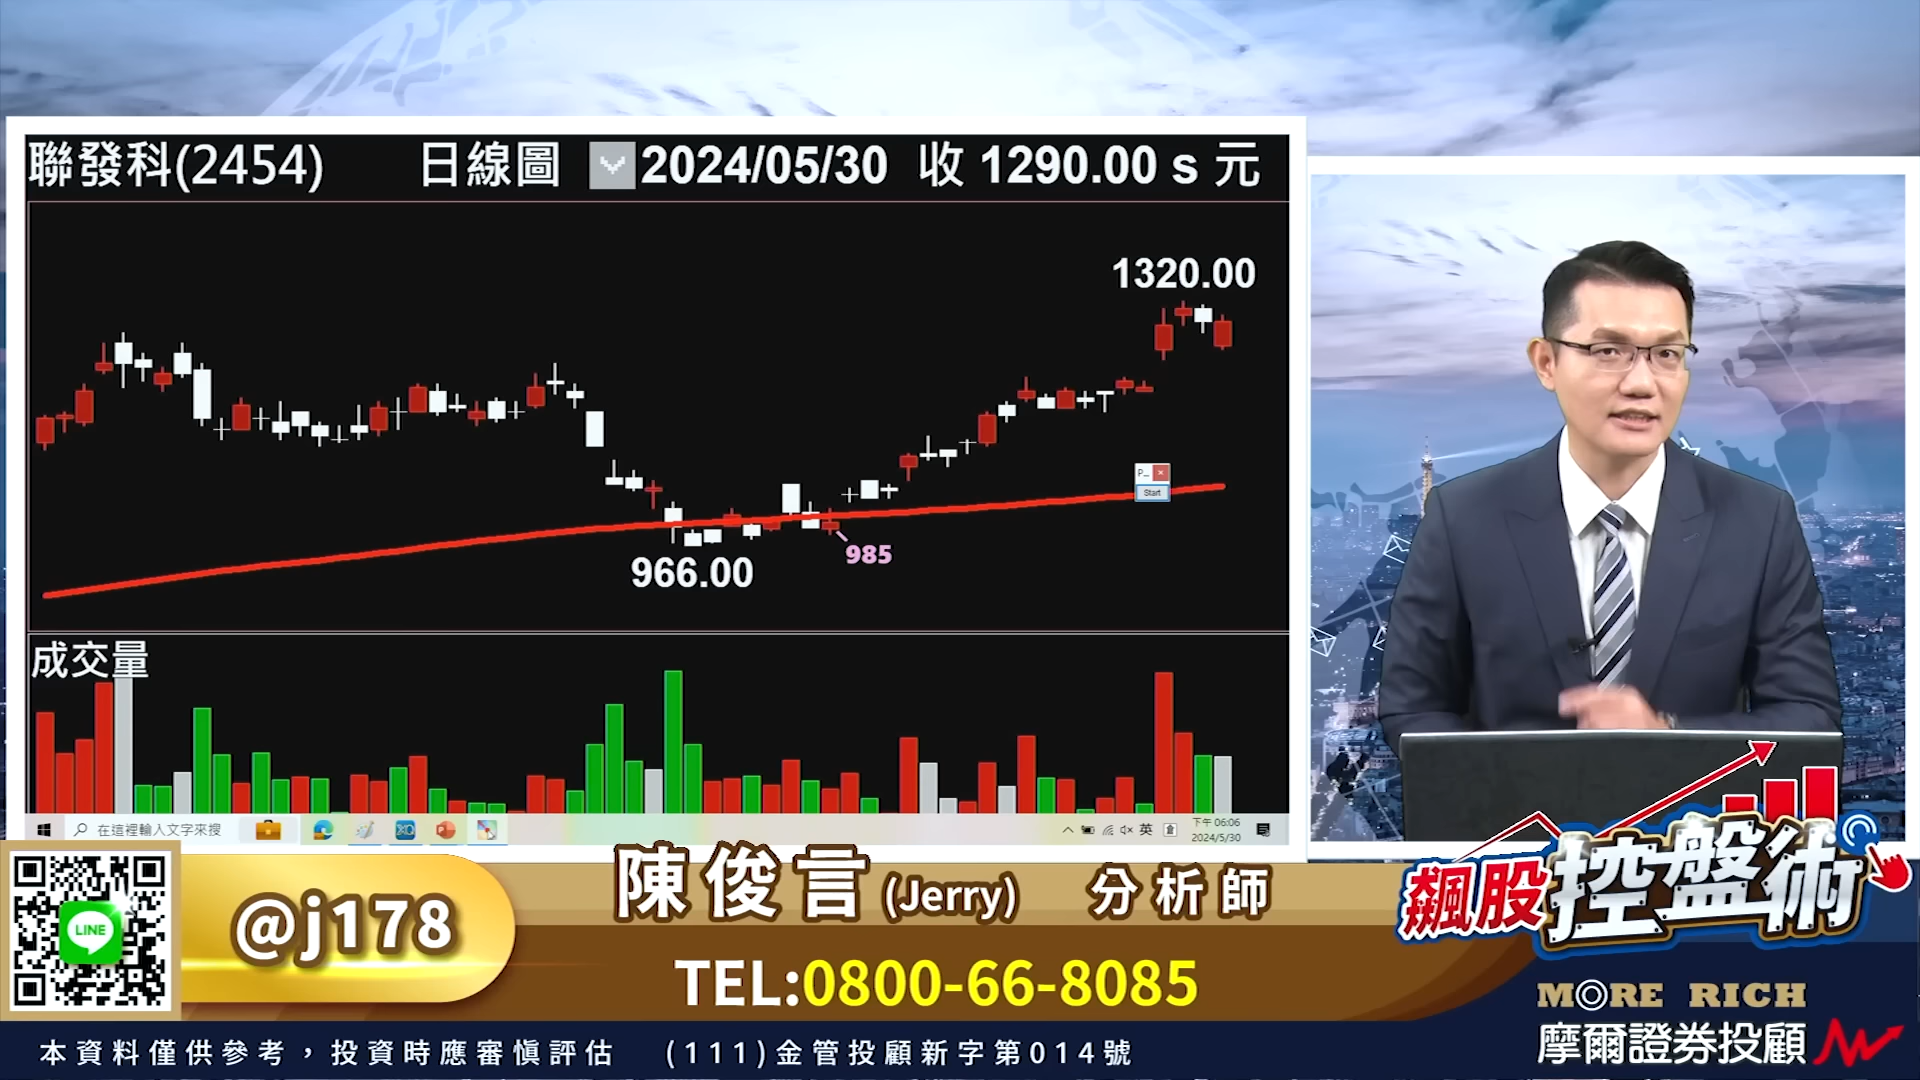 聯發科(2454) 日線圖 2024/05/30 收 1290.00 s 元
1320.00
P... ×
Start
985
966.00
成交量
在這裡輸入文字來搜
英
下午 06:06
2024/5/30
LINE
@j178
陳俊言 (Jerry) 分析師
TEL:0800-66-8085
飆股控盤術
MORE RICH
摩爾證券投顧
本資料僅供參考，投資時應審慎評估 (111)金管投顧新字第014號